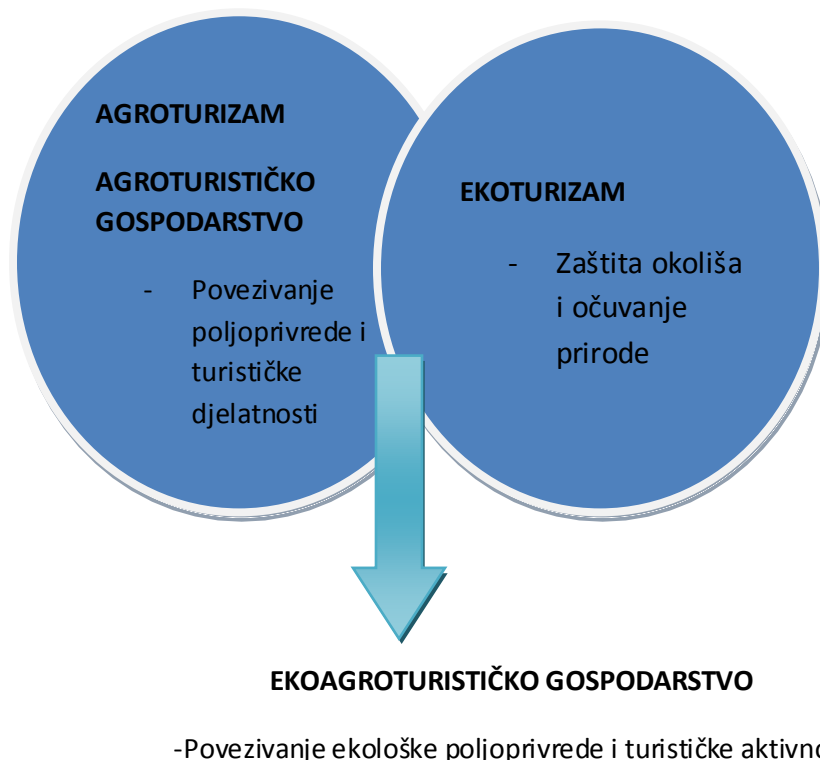 AGROTURIZAM
AGROTURISTIČKO
GOSPODARSTVO
- Povezivanje
poljoprivrede i
turističke
djelatnosti
EKOTURIZAM
- Zaštita okoliša
i očuvanje
prirode
EKOAGROTURISTIČKO GOSPODARSTVO
-Povezivanje ekološke poljoprivrede i turističke